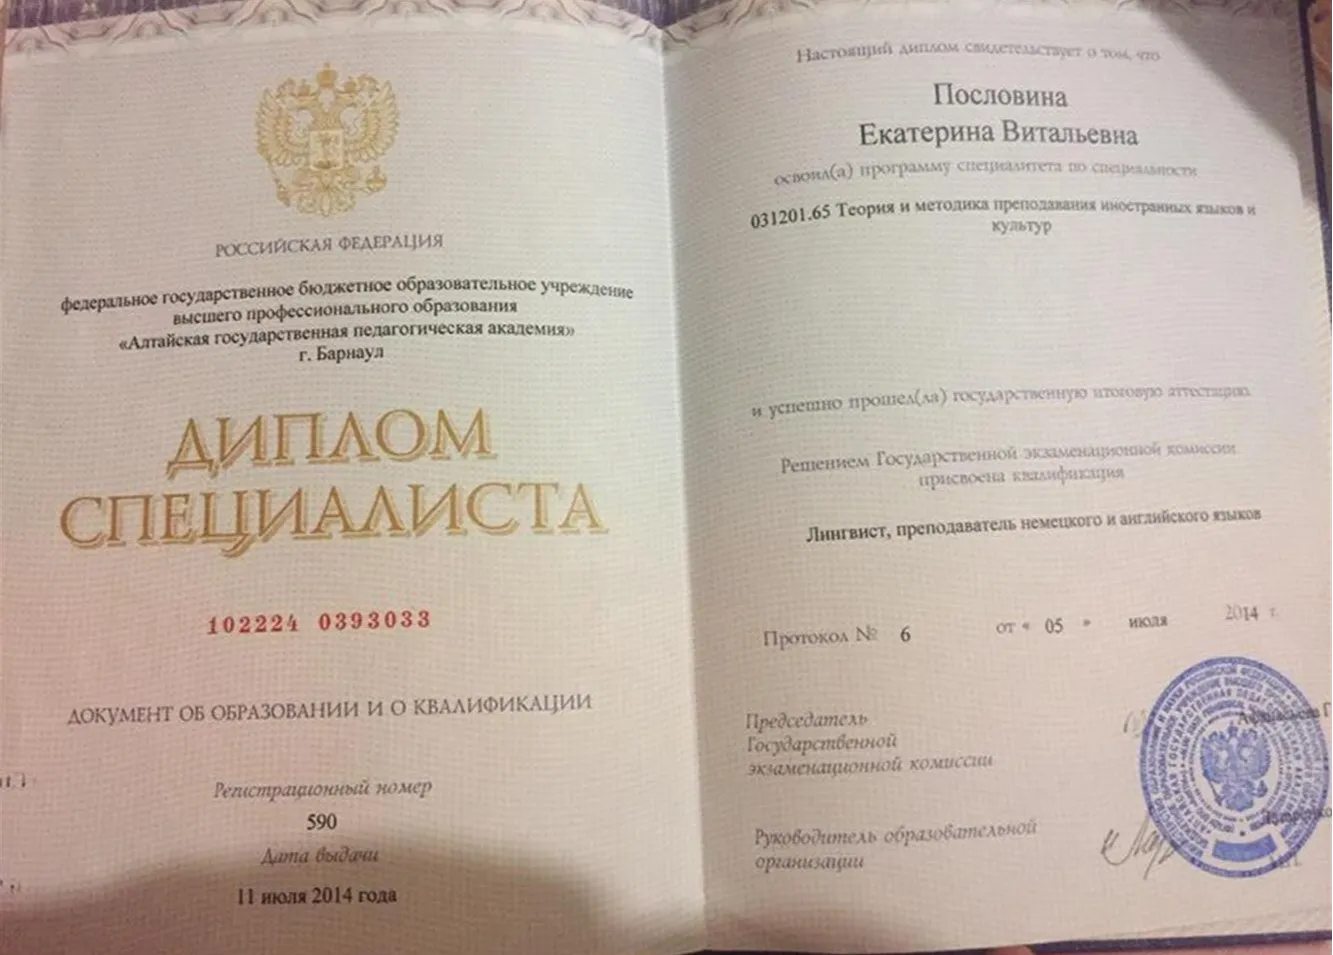 РОССИЙСКАЯ ФЕДЕРАЦИЯ
федеральное государственное бюджетное образовательное учреждение
высшего профессионального образования
«Алтайская государственная педагогическая академия»
г. Барнаул
ДИПЛОМ
СПЕЦИАЛИСТА
102224 0393033
ДОКУМЕНТ ОБ ОБРАЗОВАНИИ И О КВАЛИФИКАЦИИ
Регистрационный номер
590
Дата выдачи
11 июля 2014 года
Настоящий диплом свидетельствует о том, что
Пословина
Екатерина Витальевна
освоил(а) программу специалитета по специальности
031201.65 Теория и методика преподавания иностранных языков и
культур
и успешно прошел(ла) государственную итоговую аттестацию
Решением Государственной экзаменационной комиссии
присвоена квалификация
Лингвист, преподаватель немецкого и английского языков
Протокол № 6 от « 05 » июля 2014 г.
Председатель
Государственной
экзаменационной комиссии
Руководитель образовательной
организации